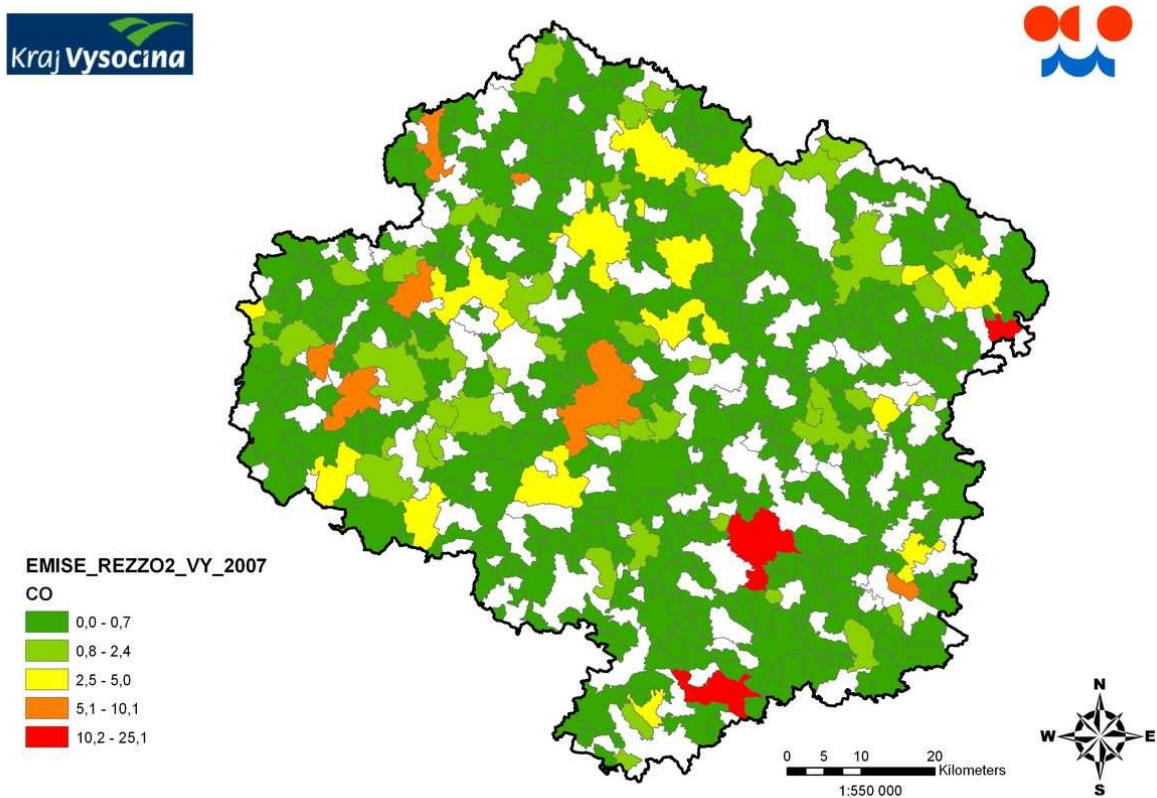 Kraj Vysočina
EMISE_REZZO2_VY_2007
CO
0,0 - 0,7
0,8 - 2,4
2,5 - 5,0
5,1 - 10,1
10,2 - 25,1
N
W E
S
0 5 10 20
Kilometers
1:550 000